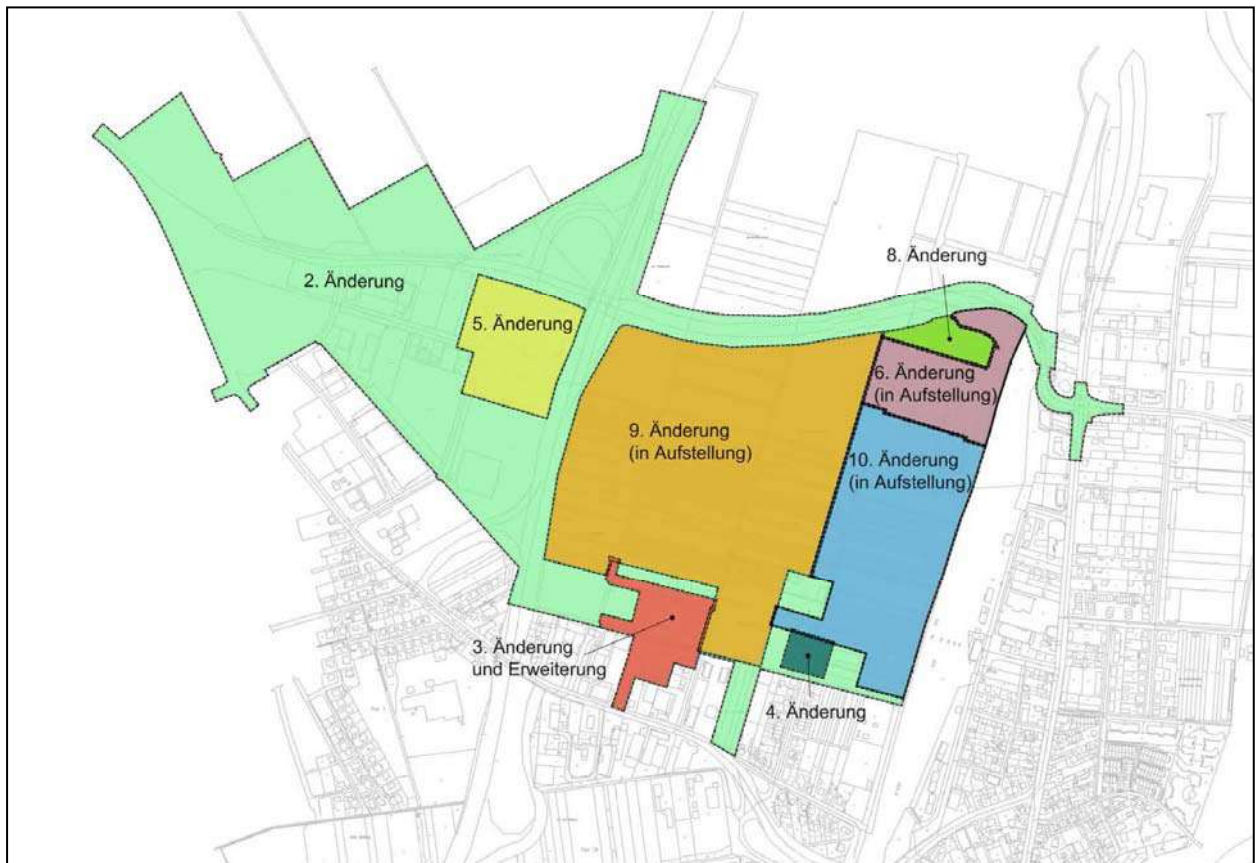 8. Änderung
2. Änderung
5. Änderung
6. Änderung
(in Aufstellung)
9. Änderung
(in Aufstellung)
10. Änderung
(in Aufstellung)
3. Änderung
und Erweiterung
4. Änderung